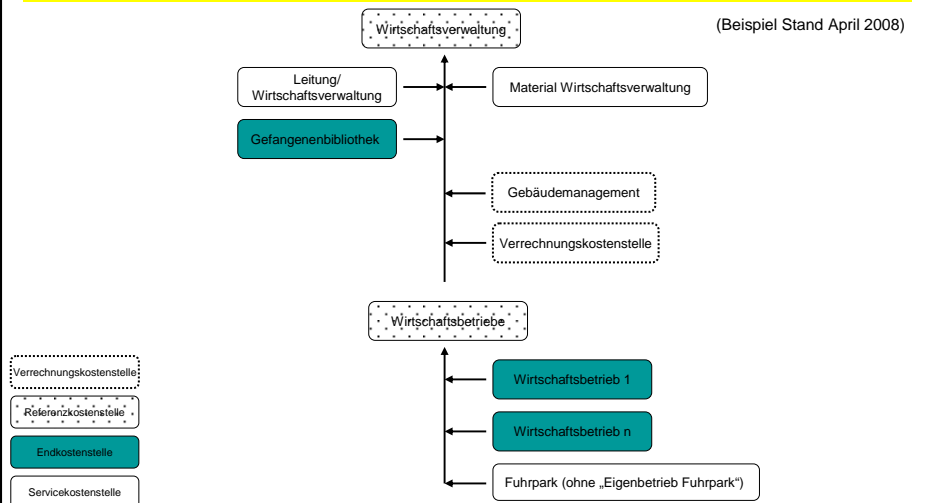 Wirtschaftsverwaltung
(Beispiel Stand April 2008)
Leitung/
Wirtschaftsverwaltung
Material Wirtschaftsverwaltung
Gefangenenbibliothek
Gebäudemanagement
Verrechnungskostenstelle
Wirtschaftsbetriebe
Wirtschaftsbetrieb 1
Wirtschaftsbetrieb n
Fuhrpark (ohne „Eigenbetrieb Fuhrpark“)
Verrechnungskostenstelle
Referenzkostenstelle
Endkostenstelle
Servicekostenstelle